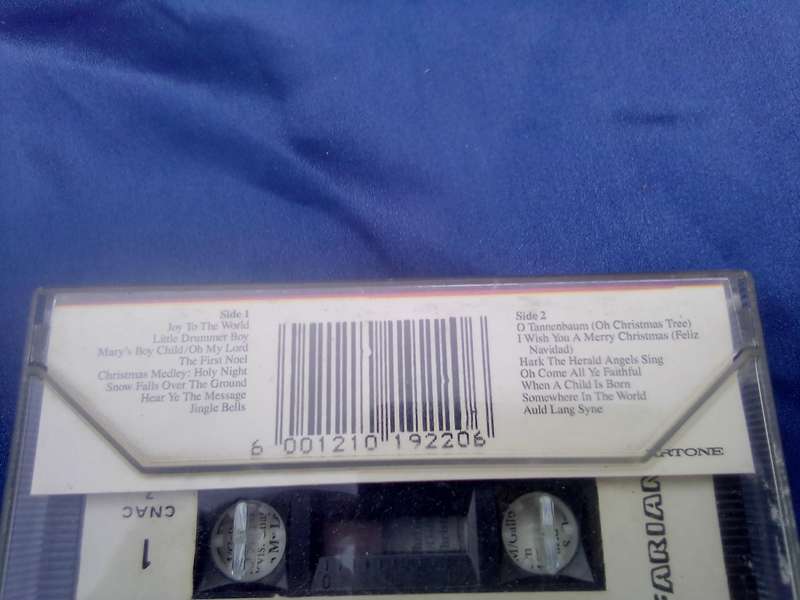 Side 1
Joy To The World
Little Drummer Boy
Mary's Boy Child/Oh My Lord
The First Noel
Christmas Medley: Holy Night
Snow Falls Over The Ground
Hear Ye The Message
Jingle Bells
6 001210 192206
Side 2
O Tannenbaum (Oh Christmas Tree)
I Wish You A Merry Christmas (Feliz
Navidad)
Hark The Herald Angels Sing
Oh Come All Ye Faithful
When A Child Is Born
Somewhere In The World
Auld Lang Syne
CNAC
1
FARIAN